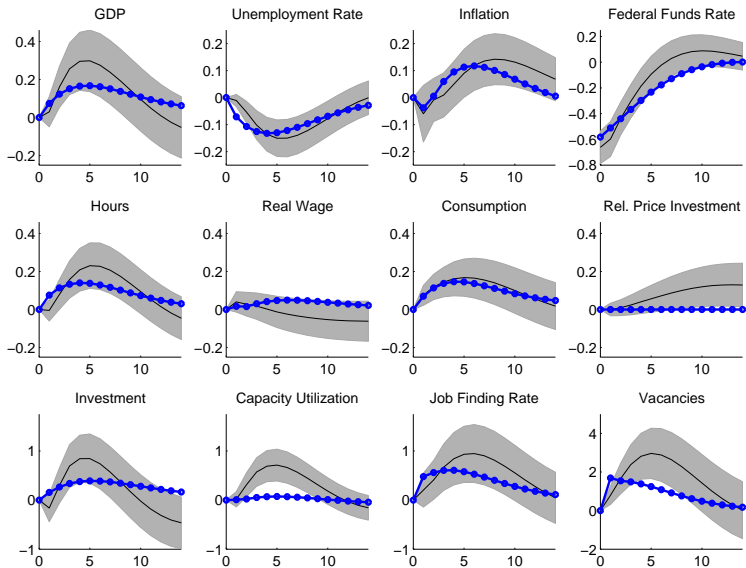 GDP
Unemployment Rate
Inflation
Federal Funds Rate
0.4
0.2
0
−0.2
0 5 10
0.2
0.1
0
−0.1
−0.2
0 5 10
0.2
0.1
0
−0.1
−0.2
0 5 10
0.2
0
−0.2
−0.4
−0.6
−0.8
0 5 10
Hours
Real Wage
Consumption
Rel. Price Investment
0.4
0.2
0
−0.2
0 5 10
0.4
0.2
0
−0.2
0 5 10
0.4
0.2
0
−0.2
0 5 10
0.4
0.2
0
−0.2
0 5 10
Investment
Capacity Utilization
Job Finding Rate
Vacancies
1
0
−1
0 5 10
1
0
−1
0 5 10
1
0
−1
0 5 10
4
2
0
−2
0 5 10